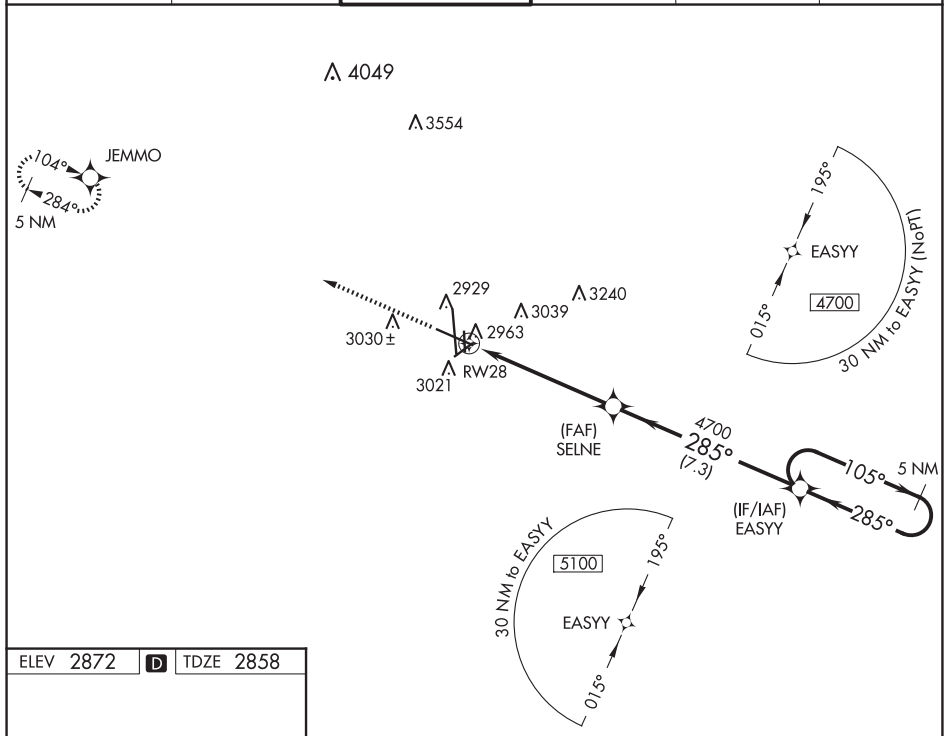 4049
3554
JEMMO
104°
284°
5 NM
195°
EASYY
4700
015°
30 NM to EASYY (NoPT)
2929
3039
3240
3030 ±
2963
3021
RW28
(FAF)
SELNE
4700
285°
(7.3)
105°
5 NM
285°
(IF/IAF)
EASYY
30 NM to EASYY
5100
195°
EASYY
015°
ELEV 2872 D TDZE 2858